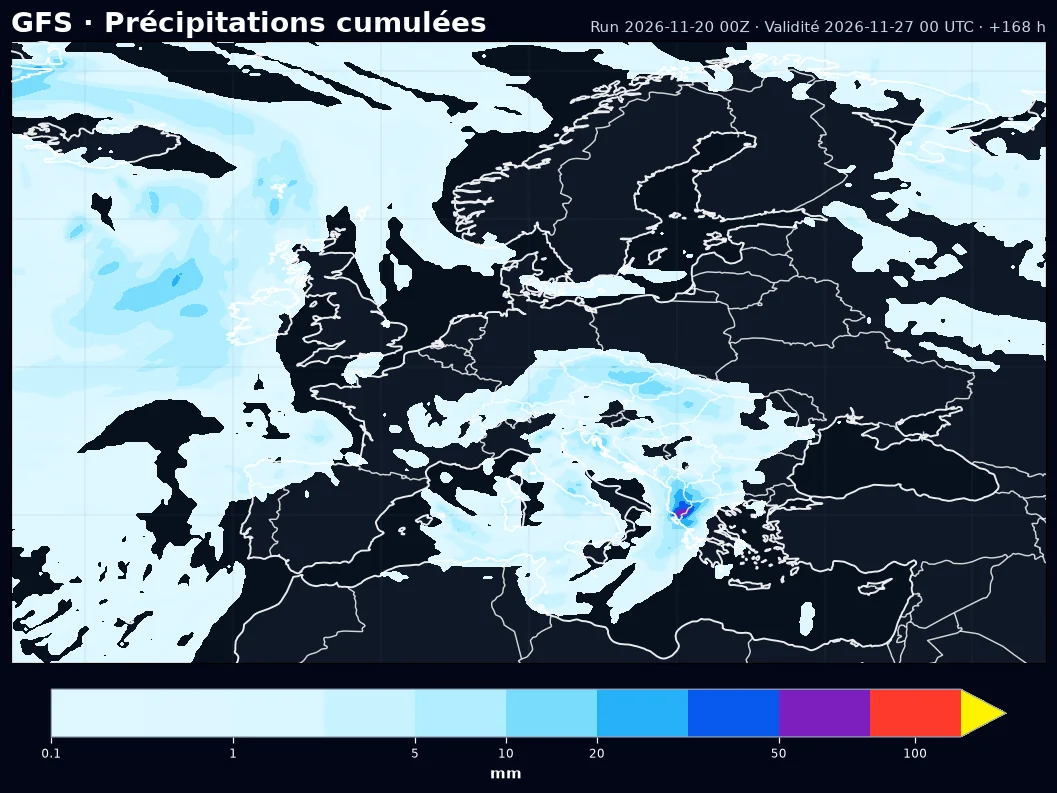 GFS · Précipitations cumulées
Run 2026-11-20 00Z · Validité 2026-11-27 00 UTC · +168 h
0.1 1 5 10 20 50 100
mm